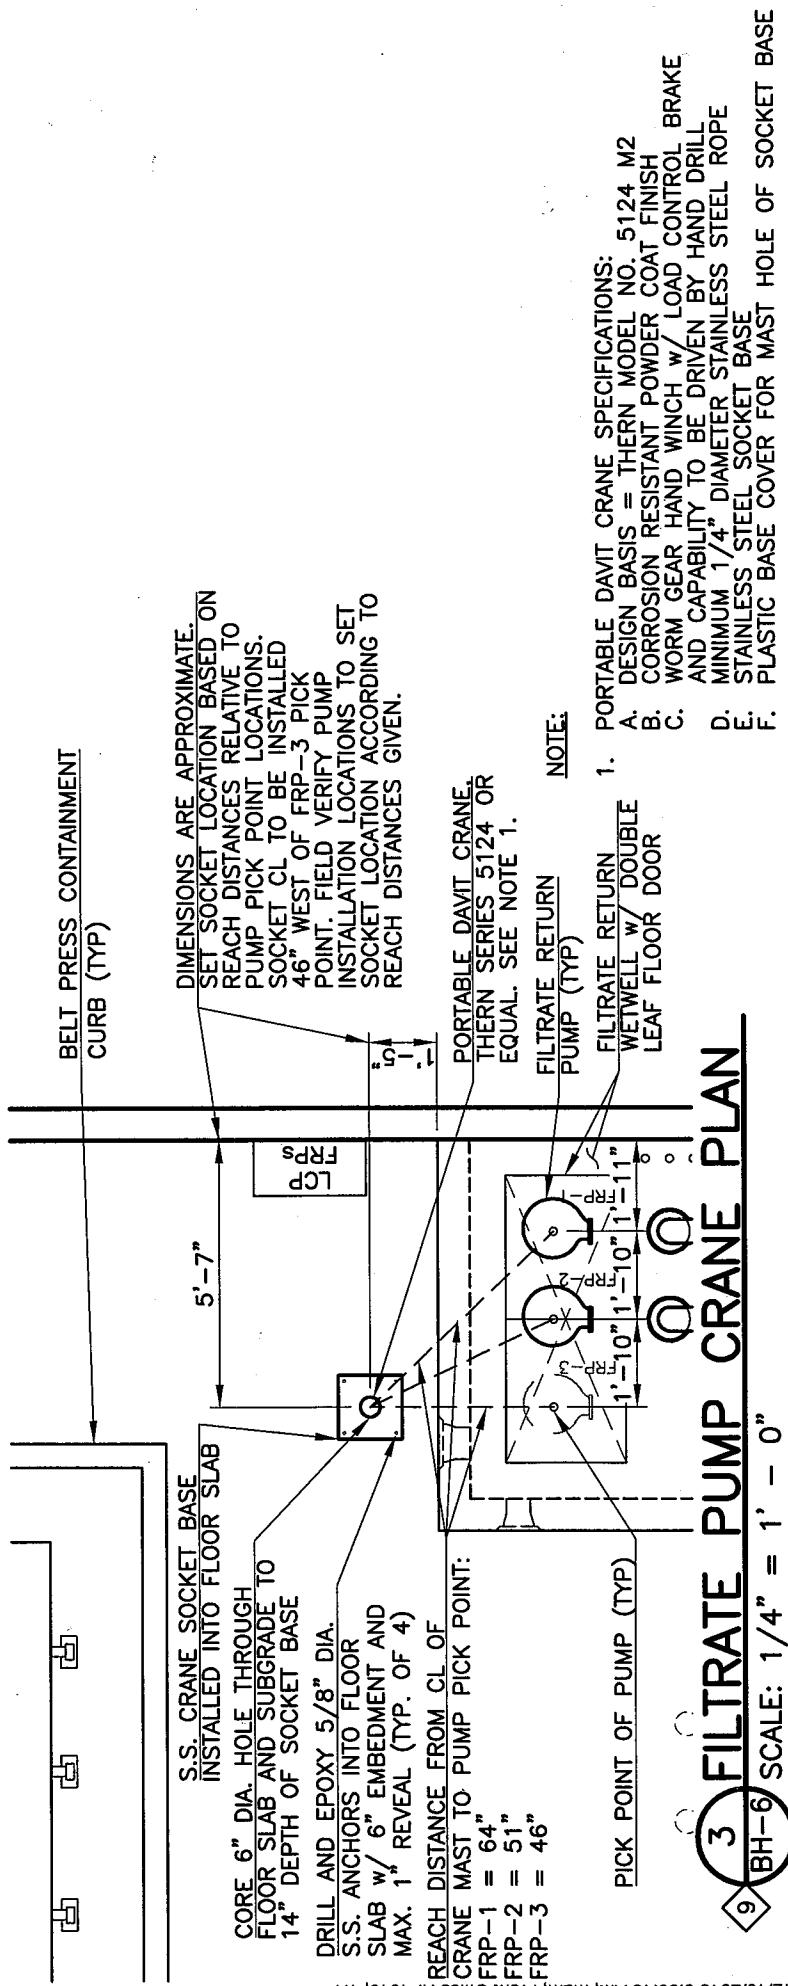 BELT PRESS CONTAINMENT
CURB (TYP)
DIMENSIONS ARE APPROXIMATE.
SET SOCKET LOCATION BASED ON
REACH DISTANCES RELATIVE TO
PUMP PICK POINT LOCATIONS.
SOCKET CL TO BE INSTALLED
46" WEST OF FRP-3 PICK
POINT. FIELD VERIFY PUMP
INSTALLATION LOCATIONS TO SET
SOCKET LOCATION ACCORDING TO
REACH DISTANCES GIVEN.
5'-7"
LCP
FRPs
1'-5"
S.S. CRANE SOCKET BASE
INSTALLED INTO FLOOR SLAB
CORE 6" DIA. HOLE THROUGH
FLOOR SLAB AND SUBGRADE TO
14" DEPTH OF SOCKET BASE
DRILL AND EPOXY 5/8" DIA.
S.S. ANCHORS INTO FLOOR
SLAB w/ 6" EMBEDMENT AND
MAX. 1" REVEAL (TYP. OF 4)
REACH DISTANCE FROM CL OF
CRANE MAST TO PUMP PICK POINT:
FRP-1 = 64"
FRP-2 = 51"
FRP-3 = 46"
PICK POINT OF PUMP (TYP)
PORTABLE DAVIT CRANE.
THERN SERIES 5124 OR
EQUAL. SEE NOTE 1.
FILTRATE RETURN
PUMP (TYP)
FILTRATE RETURN
WETWELL w/ DOUBLE
LEAF FLOOR DOOR
FRP-3
FRP-2
FRP-1
1'-10"
1'-10"
1'-11"
NOTE:
1. PORTABLE DAVIT CRANE SPECIFICATIONS:
A. DESIGN BASIS = THERN MODEL NO. 5124 M2
B. CORROSION RESISTANT POWDER COAT FINISH
C. WORM GEAR HAND WINCH w/ LOAD CONTROL BRAKE
AND CAPABILITY TO BE DRIVEN BY HAND DRILL
D. MINIMUM 1/4" DIAMETER STAINLESS STEEL ROPE
E. STAINLESS STEEL SOCKET BASE
F. PLASTIC BASE COVER FOR MAST HOLE OF SOCKET BASE
3
BH-6
9
FILTRATE PUMP CRANE PLAN
SCALE: 1/4" = 1' - 0"